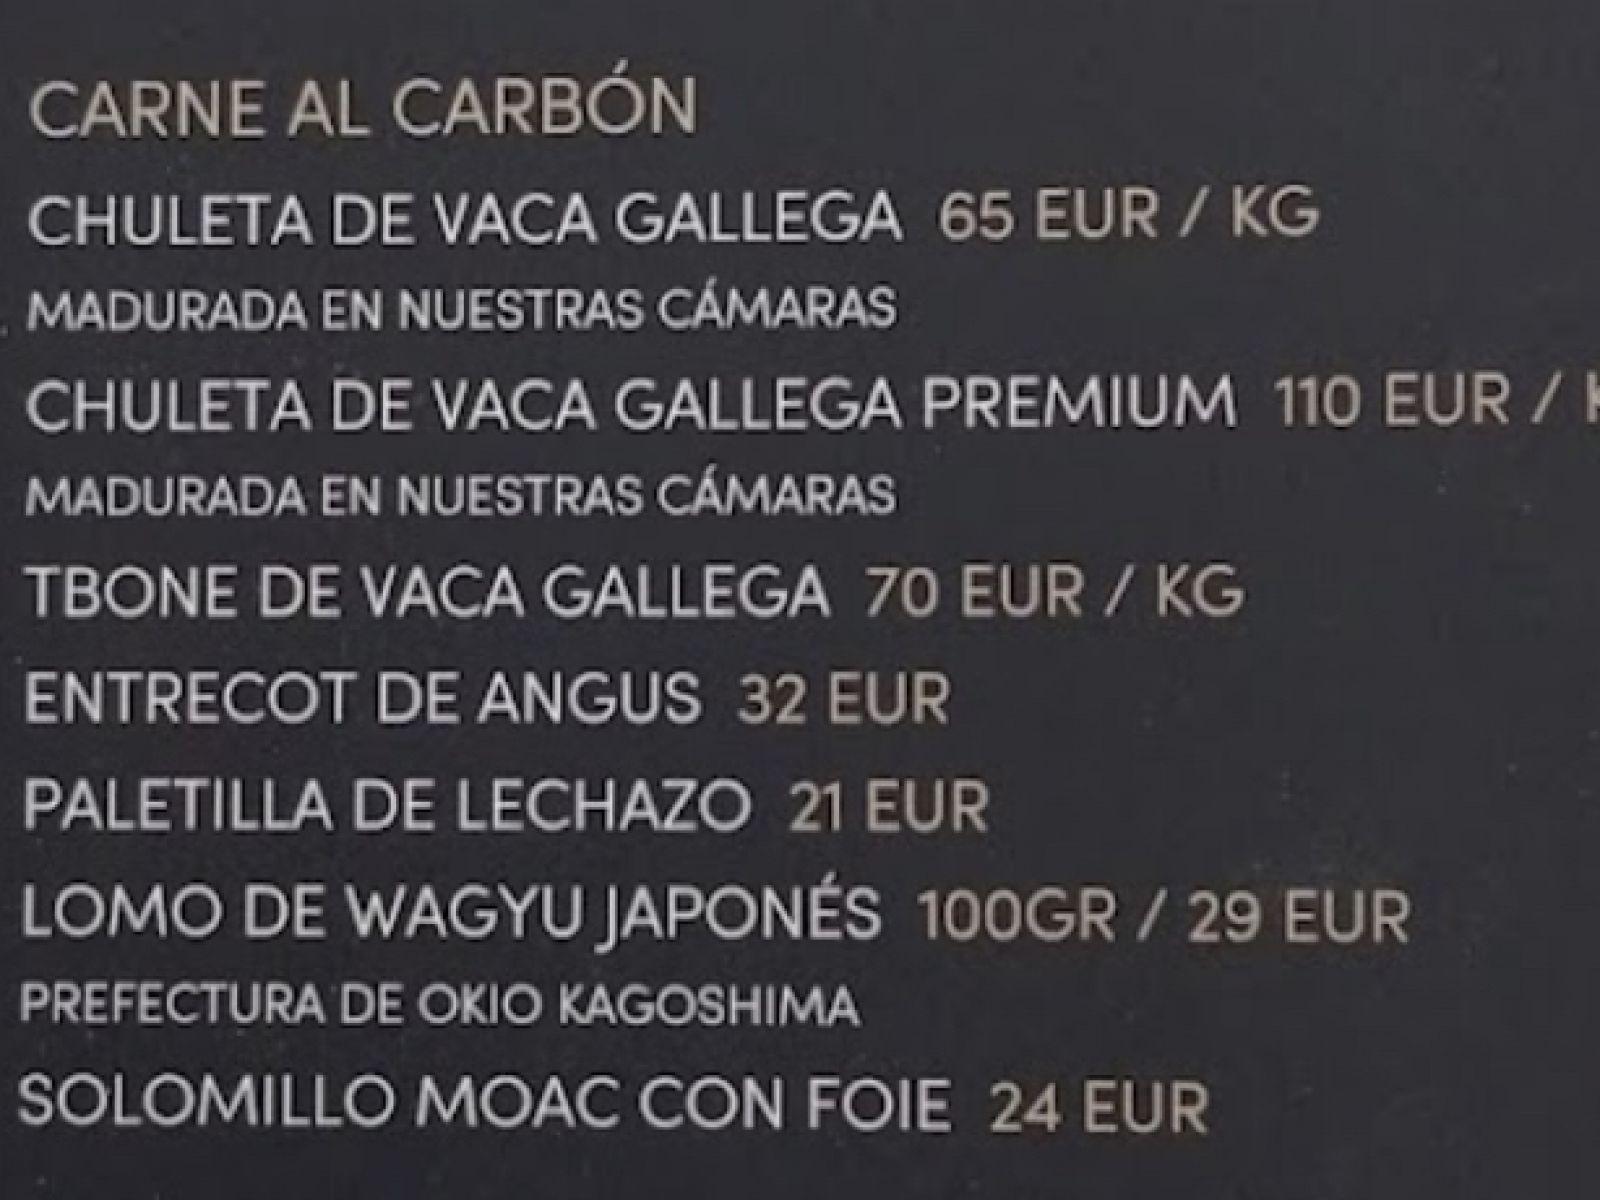 CARNE AL CARBÓN
CHULETA DE VACA GALLEGA 65 EUR / KG
MADURADA EN NUESTRAS CÁMARAS
CHULETA DE VACA GALLEGA PREMIUM 110 EUR / K
MADURADA EN NUESTRAS CÁMARAS
TBONE DE VACA GALLEGA 70 EUR / KG
ENTRECOT DE ANGUS 32 EUR
PALETILLA DE LECHAZO 21 EUR
LOMO DE WAGYU JAPONÉS 100GR / 29 EUR
PREFECTURA DE OKIO KAGOSHIMA
SOLOMILLO MOAC CON FOIE 24 EUR